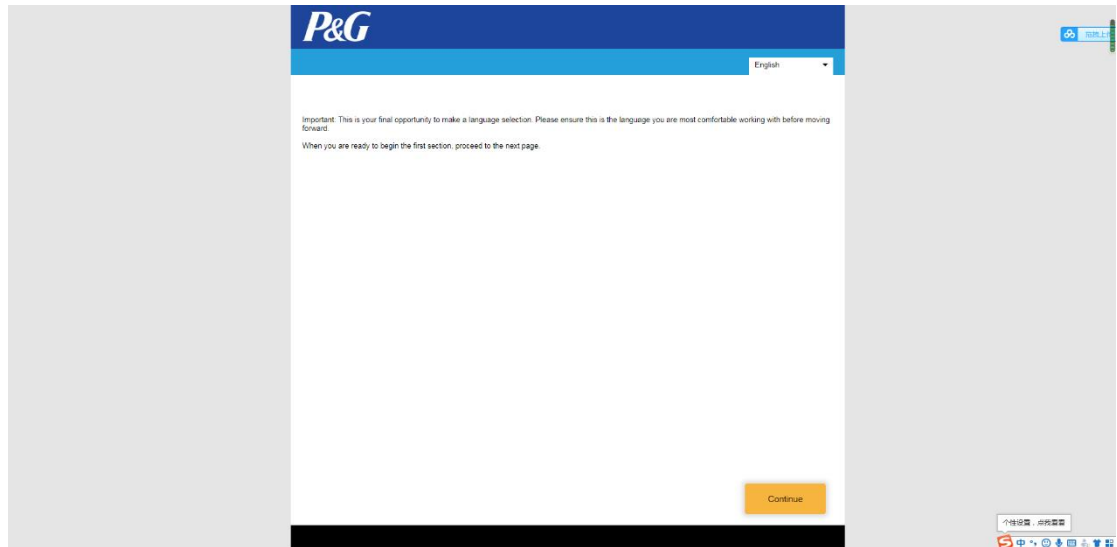 P&G
English
Important: This is your final opportunity to make a language selection. Please ensure this is the language you are most comfortable working with before moving
forward.
When you are ready to begin the first section, proceed to the next page.
Continue
个性设置，点我看看
中